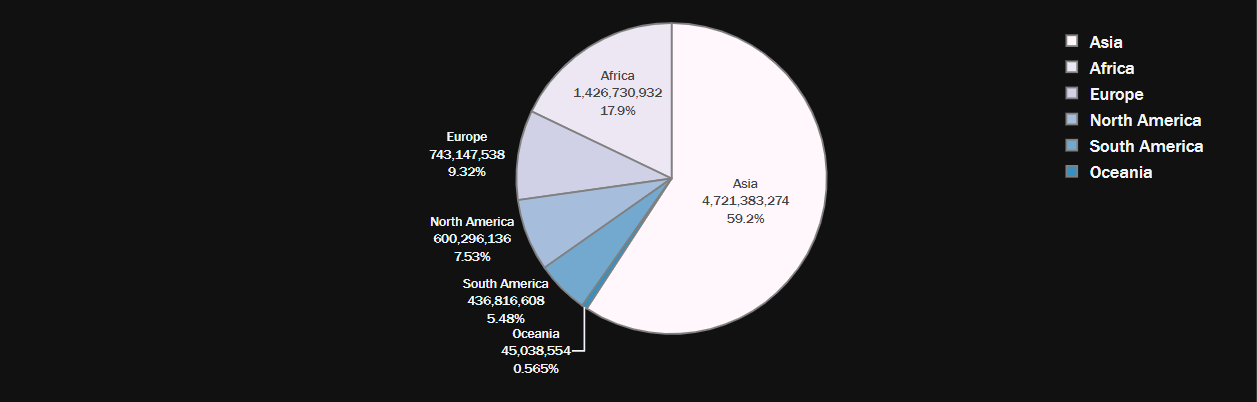 Africa
1,426,730,932
17.9%
Europe
743,147,538
9.32%
North America
600,296,136
7.53%
South America
436,816,608
5.48%
Oceania
45,038,554
0.565%
Asia
4,721,383,274
59.2%
Asia
Africa
Europe
North America
South America
Oceania